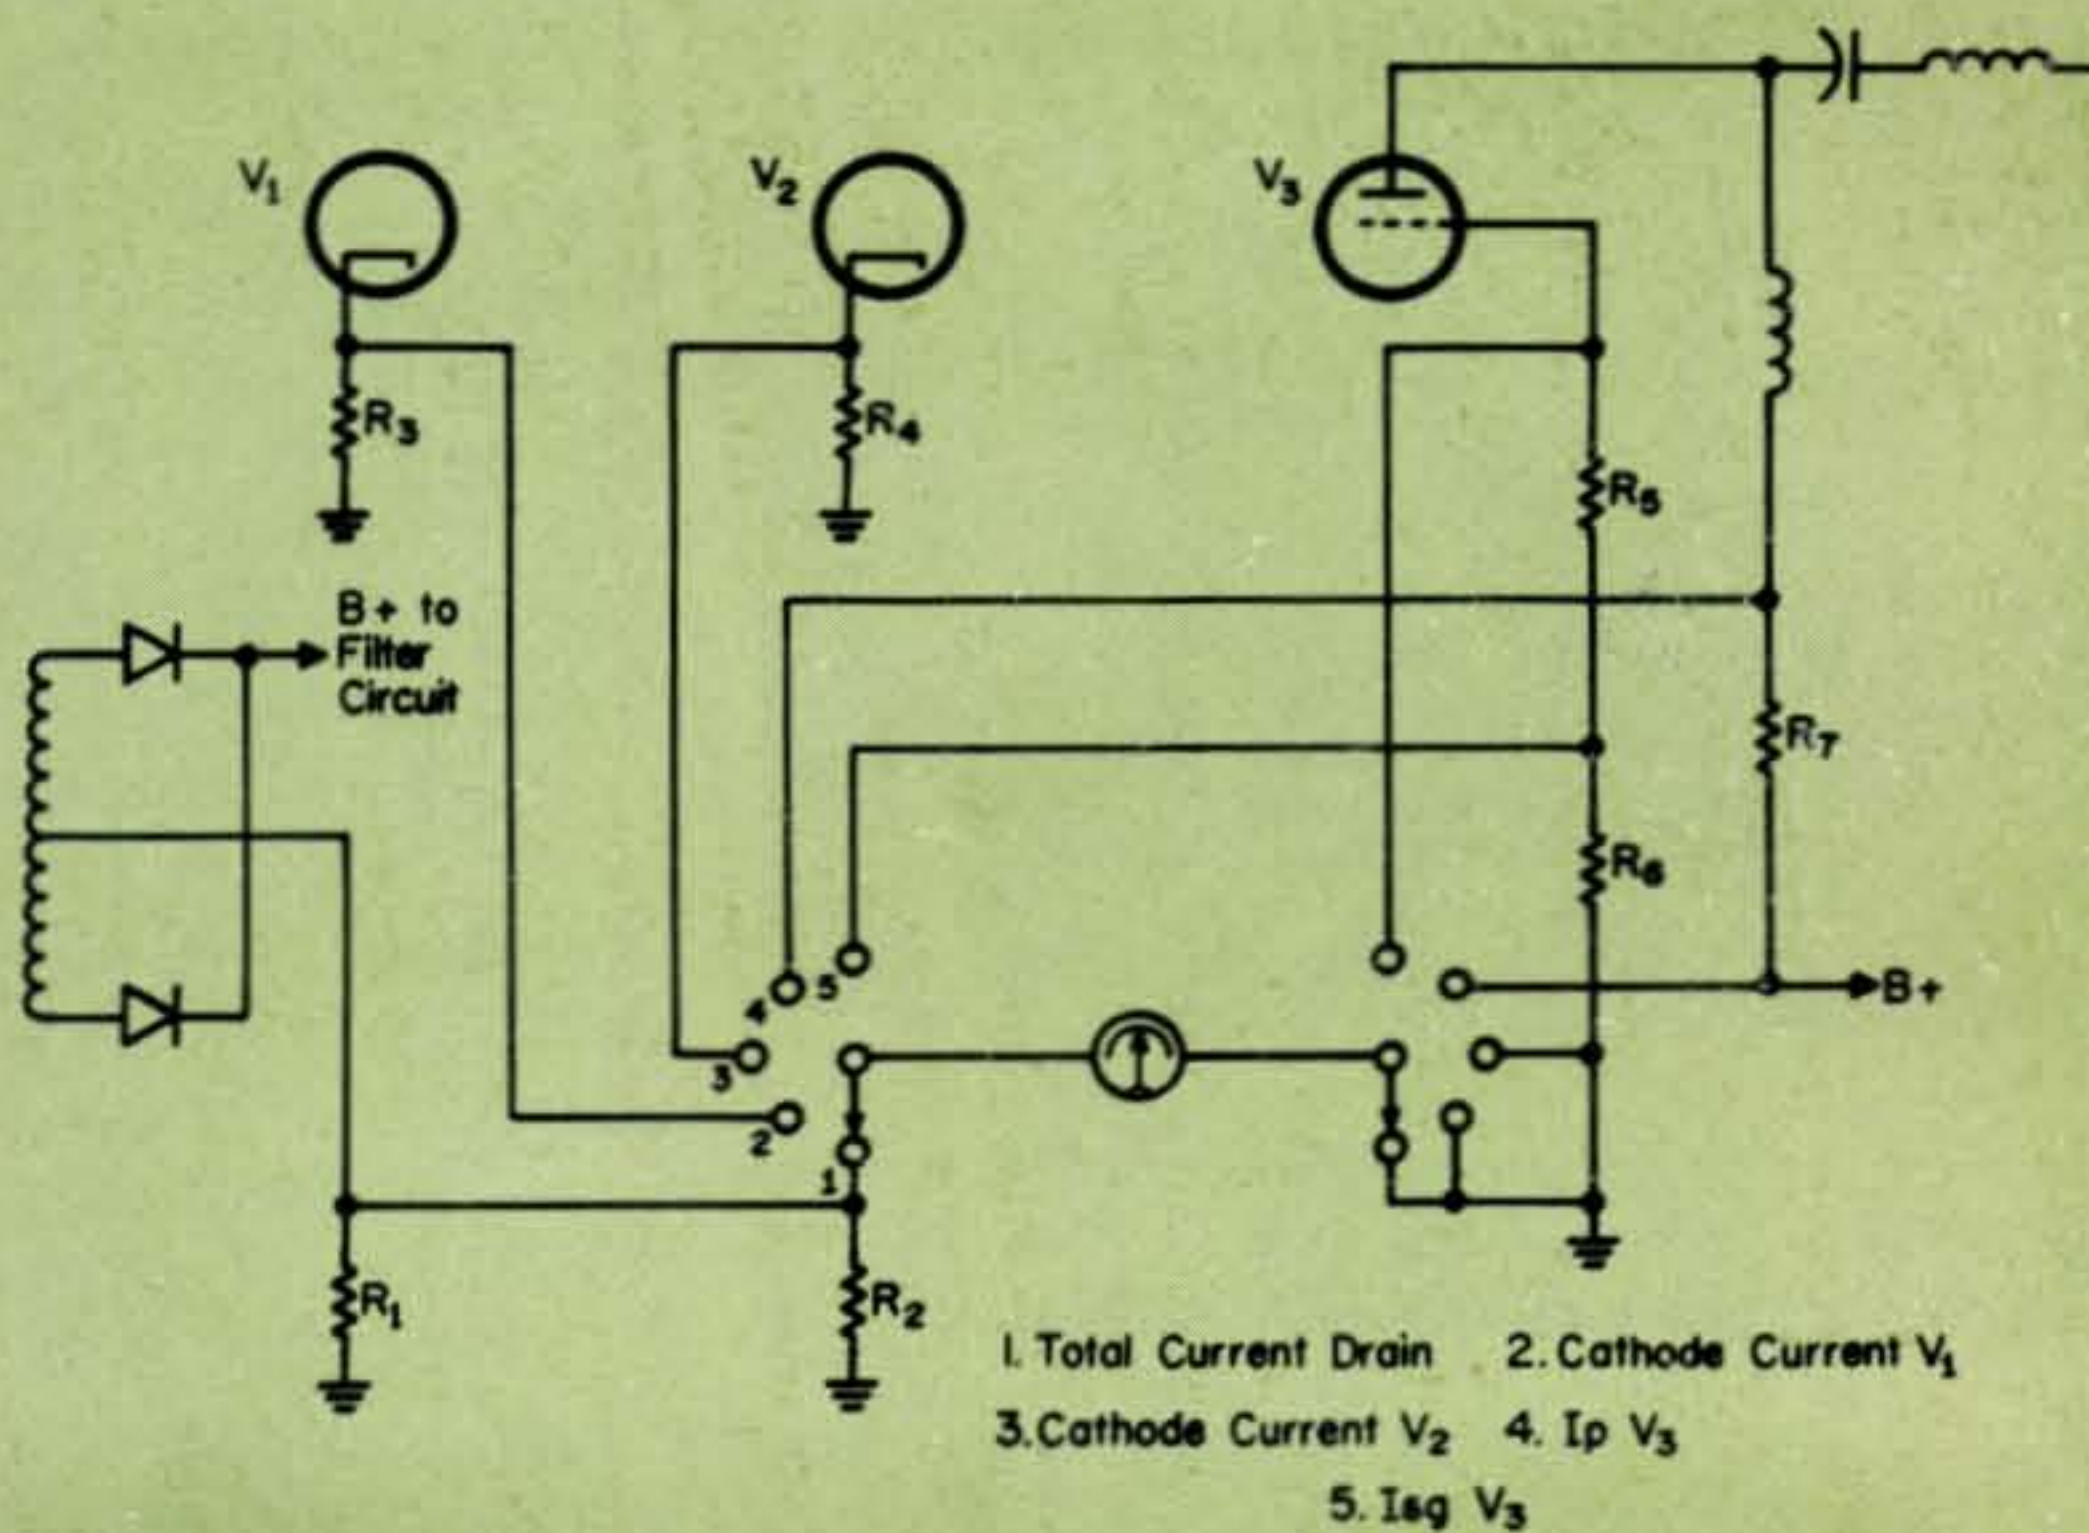 V1
V2
V3
R3
R4
R5
B+ to
Filter
Circuit
R7
R6
4
5
B+
3
2
1
R1
R2
1. Total Current Drain 2. Cathode Current V1
3. Cathode Current V2 4. Ip V3
5. Isg V3